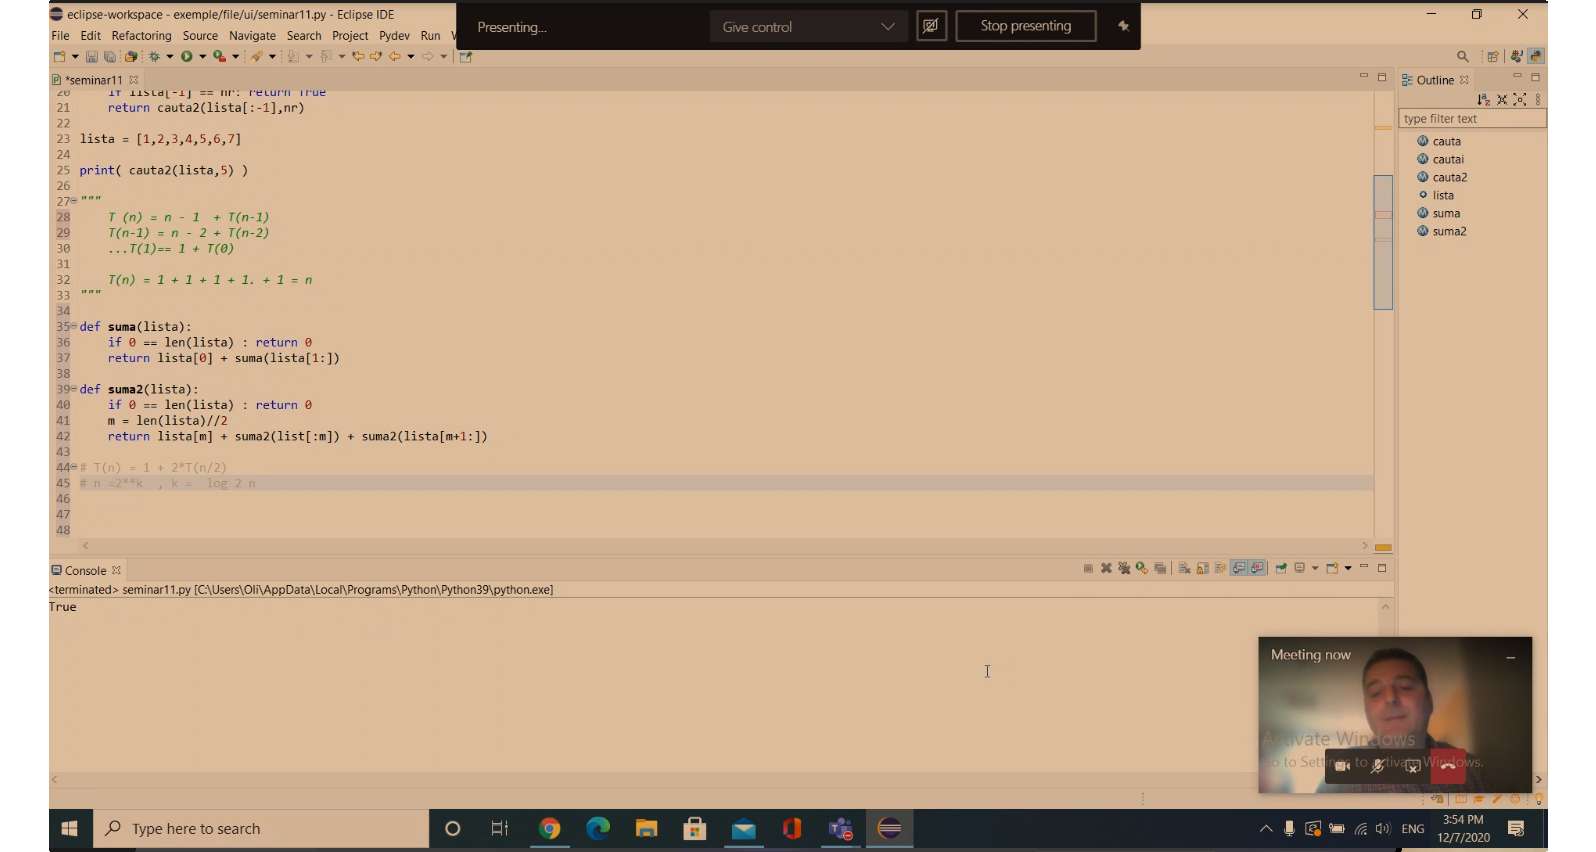 eclipse-workspace - exemple/file/ui/seminar11.py - Eclipse IDE
Presenting...
Give control
Stop presenting
File Edit Refactoring Source Navigate Search Project Pydev Run
*seminar11
Outline
type filter text
cauta
cautai
cauta2
lista
suma
suma2
20 if lista[-1] == nr: return True
21 return cauta2(lista[:-1],nr)
22
23 lista = [1,2,3,4,5,6,7]
24
25 print( cauta2(lista,5) )
26
27 """
28 T (n) = n - 1 + T(n-1)
29 T(n-1) = n - 2 + T(n-2)
30 ...T(1)== 1 + T(0)
31
32 T(n) = 1 + 1 + 1 + 1. + 1 = n
33 """
34
35 def suma(lista):
36 if 0 == len(lista) : return 0
37 return lista[0] + suma(lista[1:])
38
39 def suma2(lista):
40 if 0 == len(lista) : return 0
41 m = len(lista)//2
42 return lista[m] + suma2(list[:m]) + suma2(lista[m+1:])
43
44 # T(n) = 1 + 2*T(n/2)
45 # n =2**k , k = log 2 n
46
47
48
Console
<terminated> seminar11.py [C:\Users\Oli\AppData\Local\Programs\Python\Python39\python.exe]
True
Meeting now
Activate Windows
Go to Settings to activate Windows.
Type here to search
ENG
3:54 PM
12/7/2020